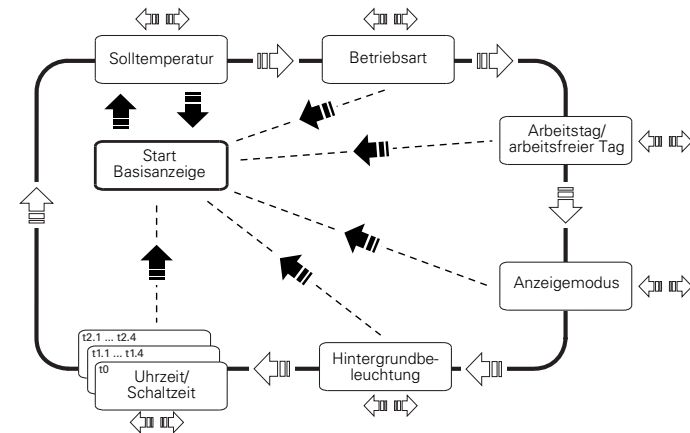 Solltemperatur
Betriebsart
Start
Basisanzeige
Arbeitstag/
arbeitsfreier Tag
Anzeigemodus
Hintergrundbe-
leuchtung
t2.1 ... t2.4
t1.1 ... t1.4
t0
Uhrzeit/
Schaltzeit